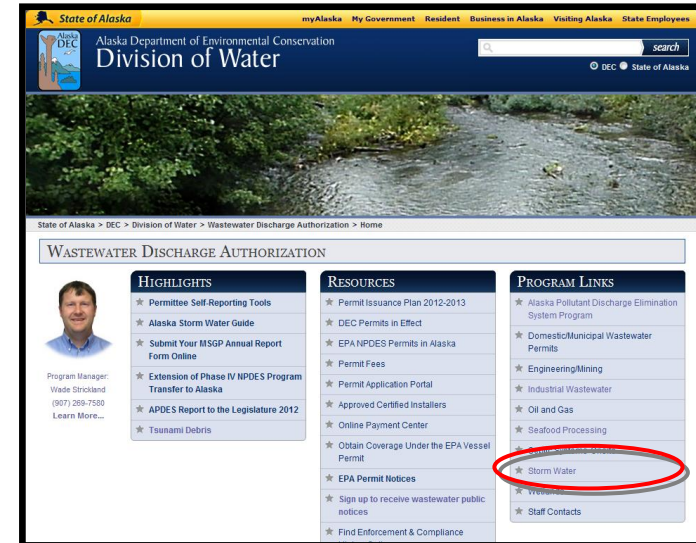 State of Alaska
myAlaska My Government Resident Business in Alaska Visiting Alaska State Employees
Alaska
DEC
Alaska Department of Environmental Conservation
Division of Water
search
DEC State of Alaska
State of Alaska > DEC > Division of Water > Wastewater Discharge Authorization > Home
WASTEWATER DISCHARGE AUTHORIZATION
Program Manager:
Wade Strickland
(907) 269-7580
Learn More...
HIGHLIGHTS
Permittee Self-Reporting Tools
Alaska Storm Water Guide
Submit Your MSGP Annual Report
Form Online
Extension of Phase IV NPDES Program
Transfer to Alaska
APDES Report to the Legislature 2012
Tsunami Debris
RESOURCES
Permit Issuance Plan 2012-2013
DEC Permits in Effect
EPA NPDES Permits in Alaska
Permit Fees
Permit Application Portal
Approved Certified Installers
Online Payment Center
Obtain Coverage Under the EPA Vessel
Permit
EPA Permit Notices
Sign up to receive wastewater public
notices
Find Enforcement & Compliance
PROGRAM LINKS
Alaska Pollutant Discharge Elimination
System Program
Domestic/Municipal Wastewater
Permits
Engineering/Mining
Industrial Wastewater
Oil and Gas
Seafood Processing
Storm Water
Staff Contacts